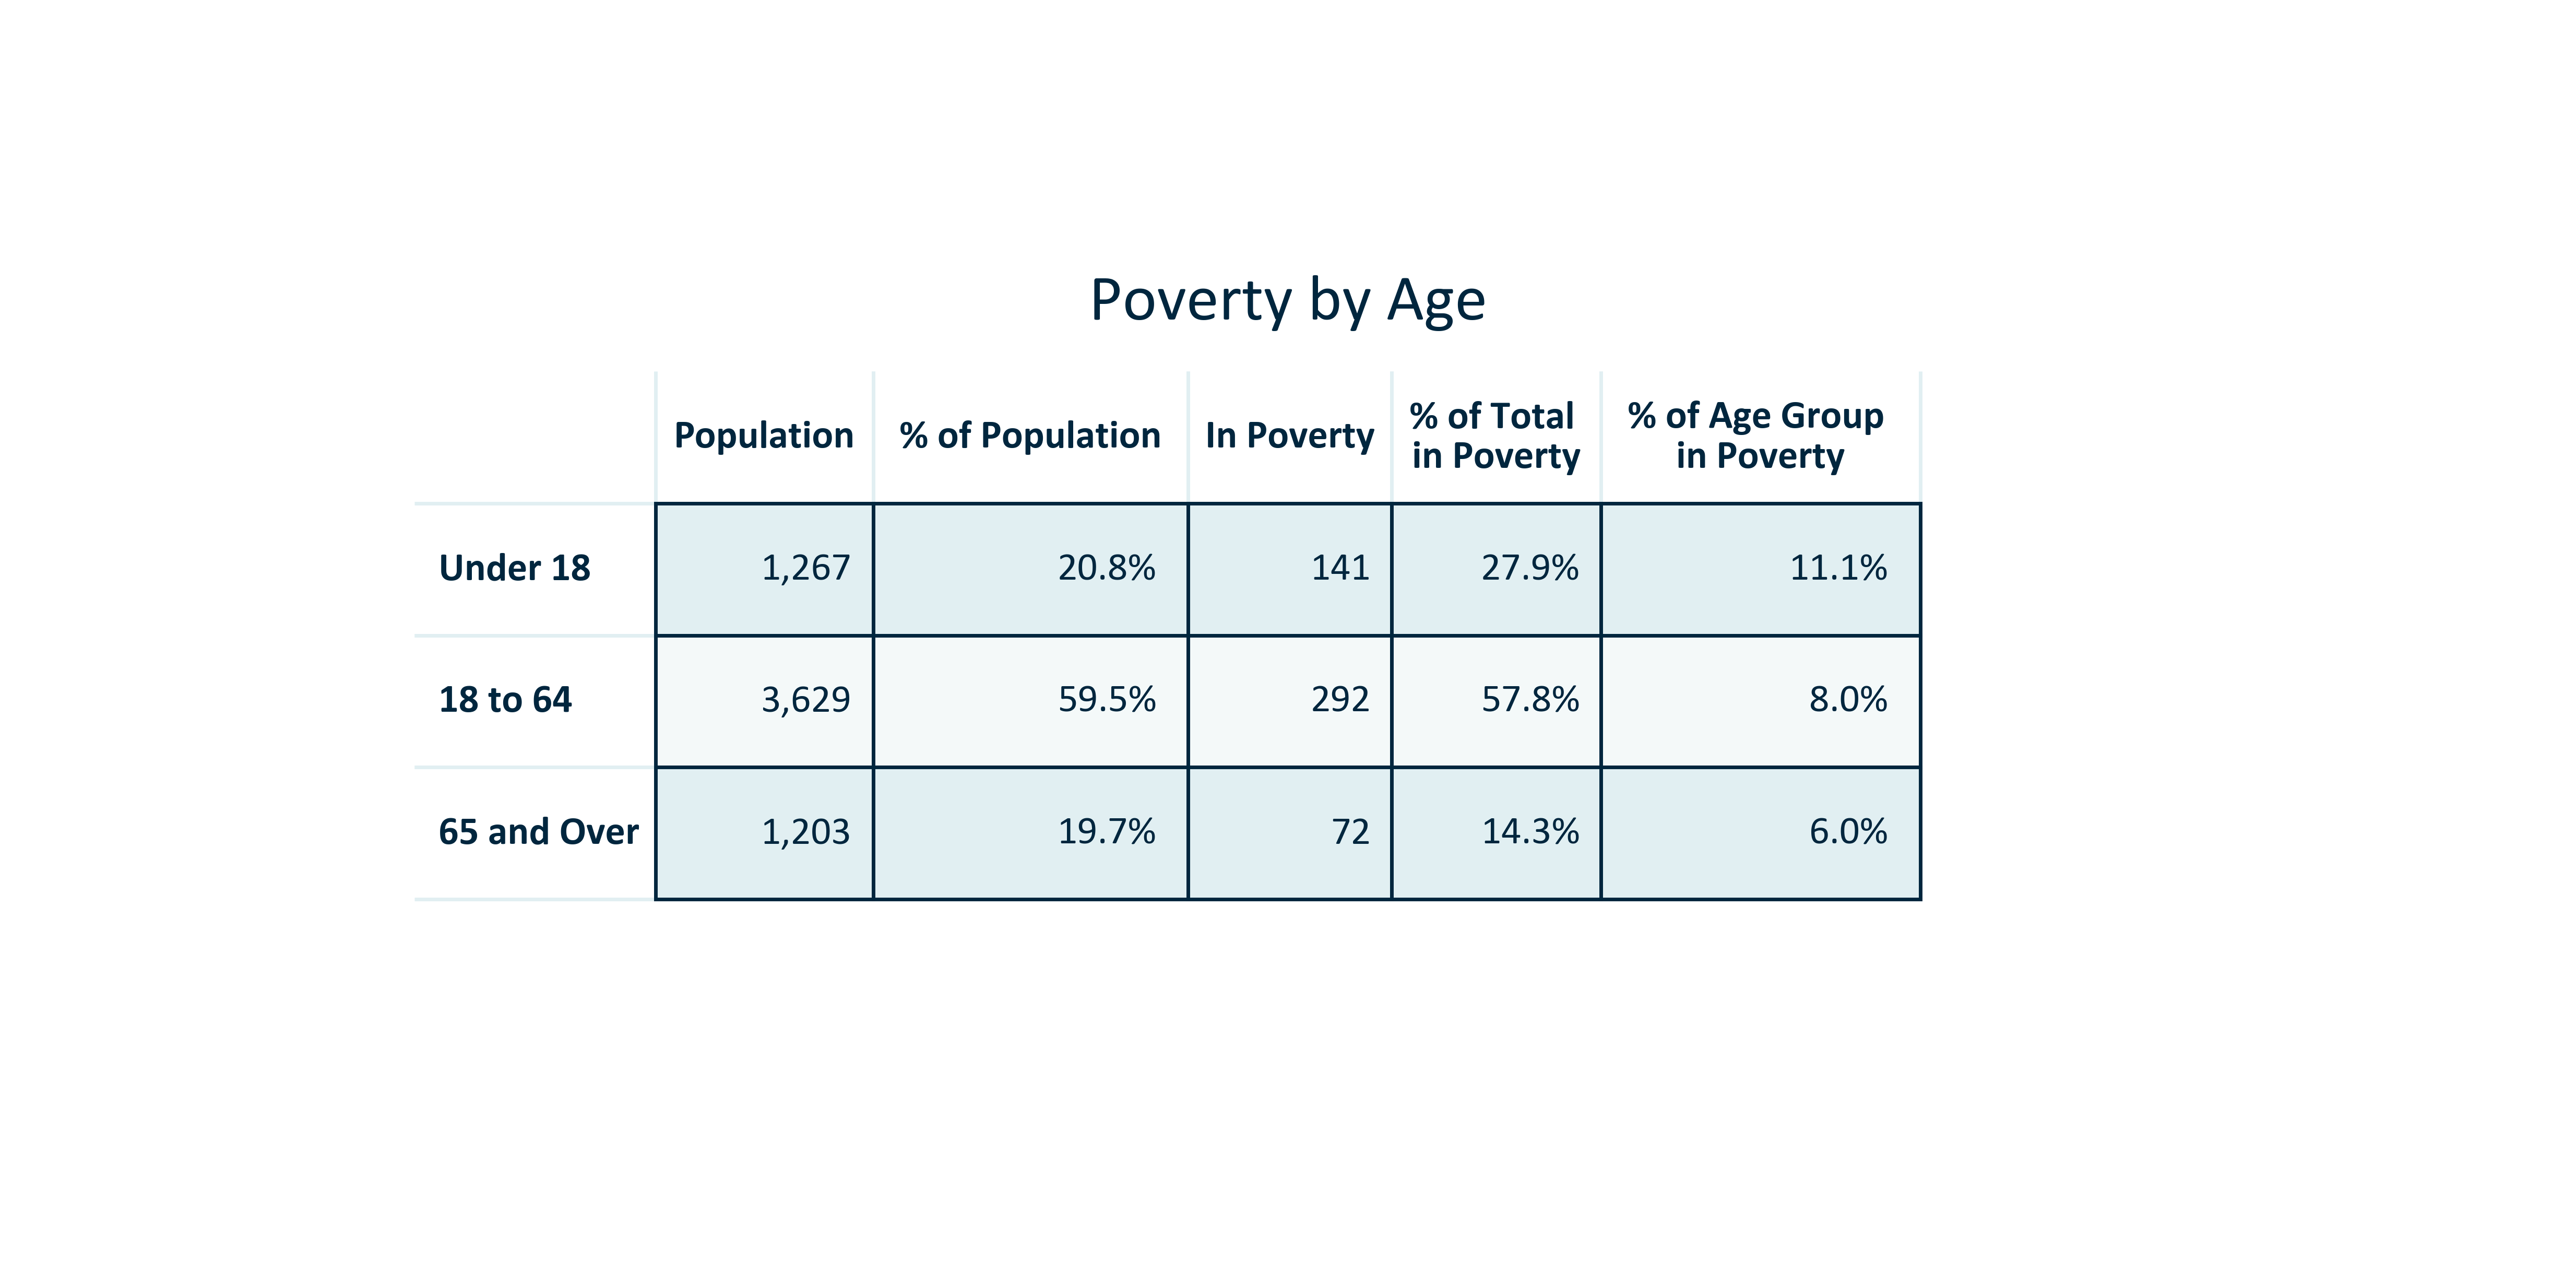 Poverty by Age
Population % of Population In Poverty % of Total in Poverty % of Age Group in Poverty
Under 18 1,267 20.8% 141 27.9% 11.1%
18 to 64 3,629 59.5% 292 57.8% 8.0%
65 and Over 1,203 19.7% 72 14.3% 6.0%